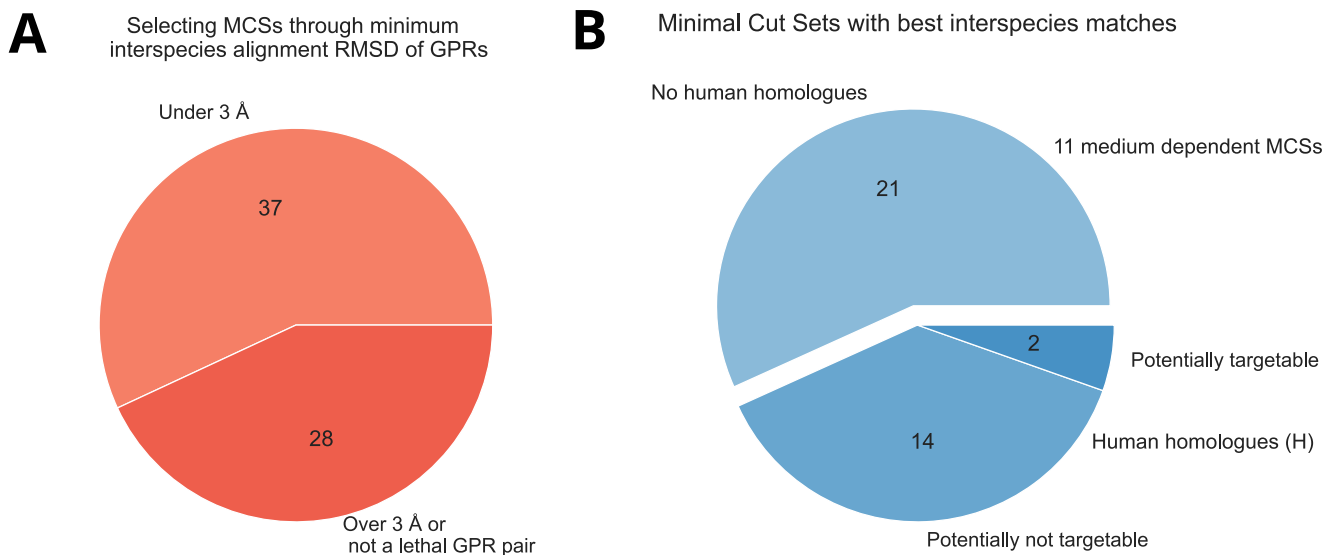 A
Selecting MCSs through minimum
interspecies alignment RMSD of GPRs
Under 3 Å
37
28
Over 3 Å or
not a lethal GPR pair
B
Minimal Cut Sets with best interspecies matches
No human homologues
11 medium dependent MCSs
21
2
Potentially targetable
14
Human homologues (H)
Potentially not targetable